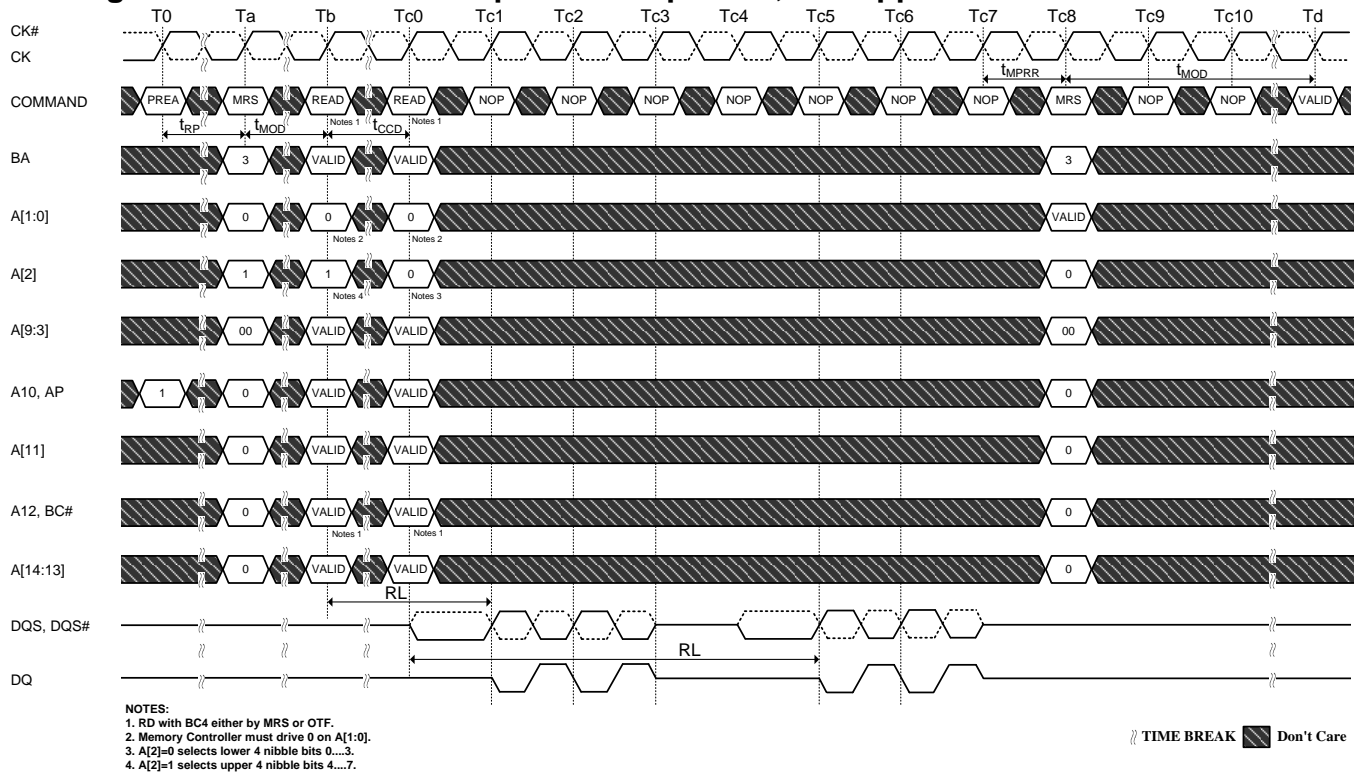 T0 Ta Tb Tc0 Tc1 Tc2 Tc3 Tc4 Tc5 Tc6 Tc7 Tc8 Tc9 Tc10 Td
CK#
CK
tMPRR tMOD
COMMAND PREA MRS READ READ NOP NOP NOP NOP NOP NOP NOP MRS NOP NOP VALID
Notes 1 Notes 1
tRP tMOD tCCD
BA 3 VALID VALID 3
A[1:0] 0 0 0 VALID
Notes 2 Notes 2
A[2] 1 1 0 0
Notes 4 Notes 3
A[9:3] 00 VALID VALID 00
A10, AP 1 0 VALID VALID 0
A[11] 0 VALID VALID 0
A12, BC# 0 VALID VALID 0
Notes 1 Notes 1
A[14:13] 0 VALID VALID 0
RL
DQS, DQS#
RL
DQ
NOTES:
1. RD with BC4 either by MRS or OTF.
2. Memory Controller must drive 0 on A[1:0].
3. A[2]=0 selects lower 4 nibble bits 0....3.
4. A[2]=1 selects upper 4 nibble bits 4....7.
TIME BREAK Don't Care